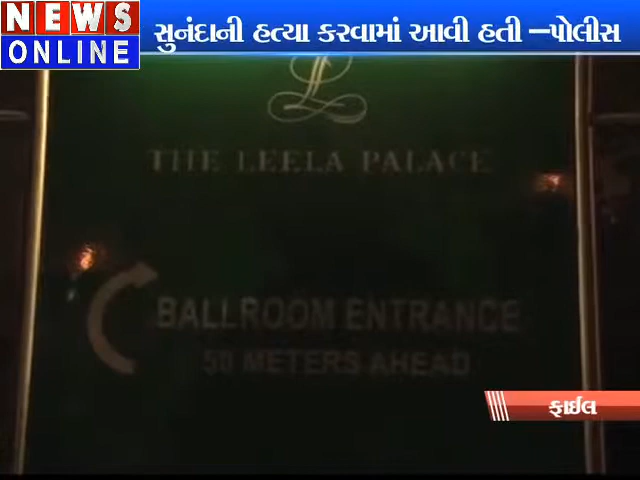 NEWS
ONLINE
સુનંદાની હત્યા કરવામાં આવી હતી –પોલીસ
L
THE LEELA PALACE
BALLROOM ENTRANCE
50 METERS AHEAD
ફાઈલ